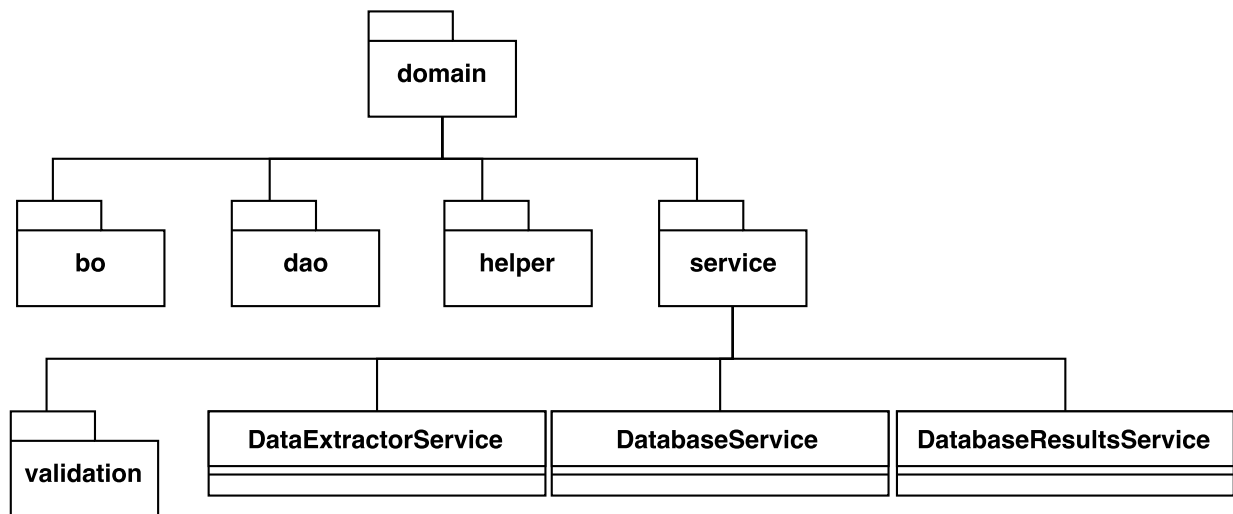 domain
bo
dao
helper
service
validation
DataExtractorService
DatabaseService
DatabaseResultsService